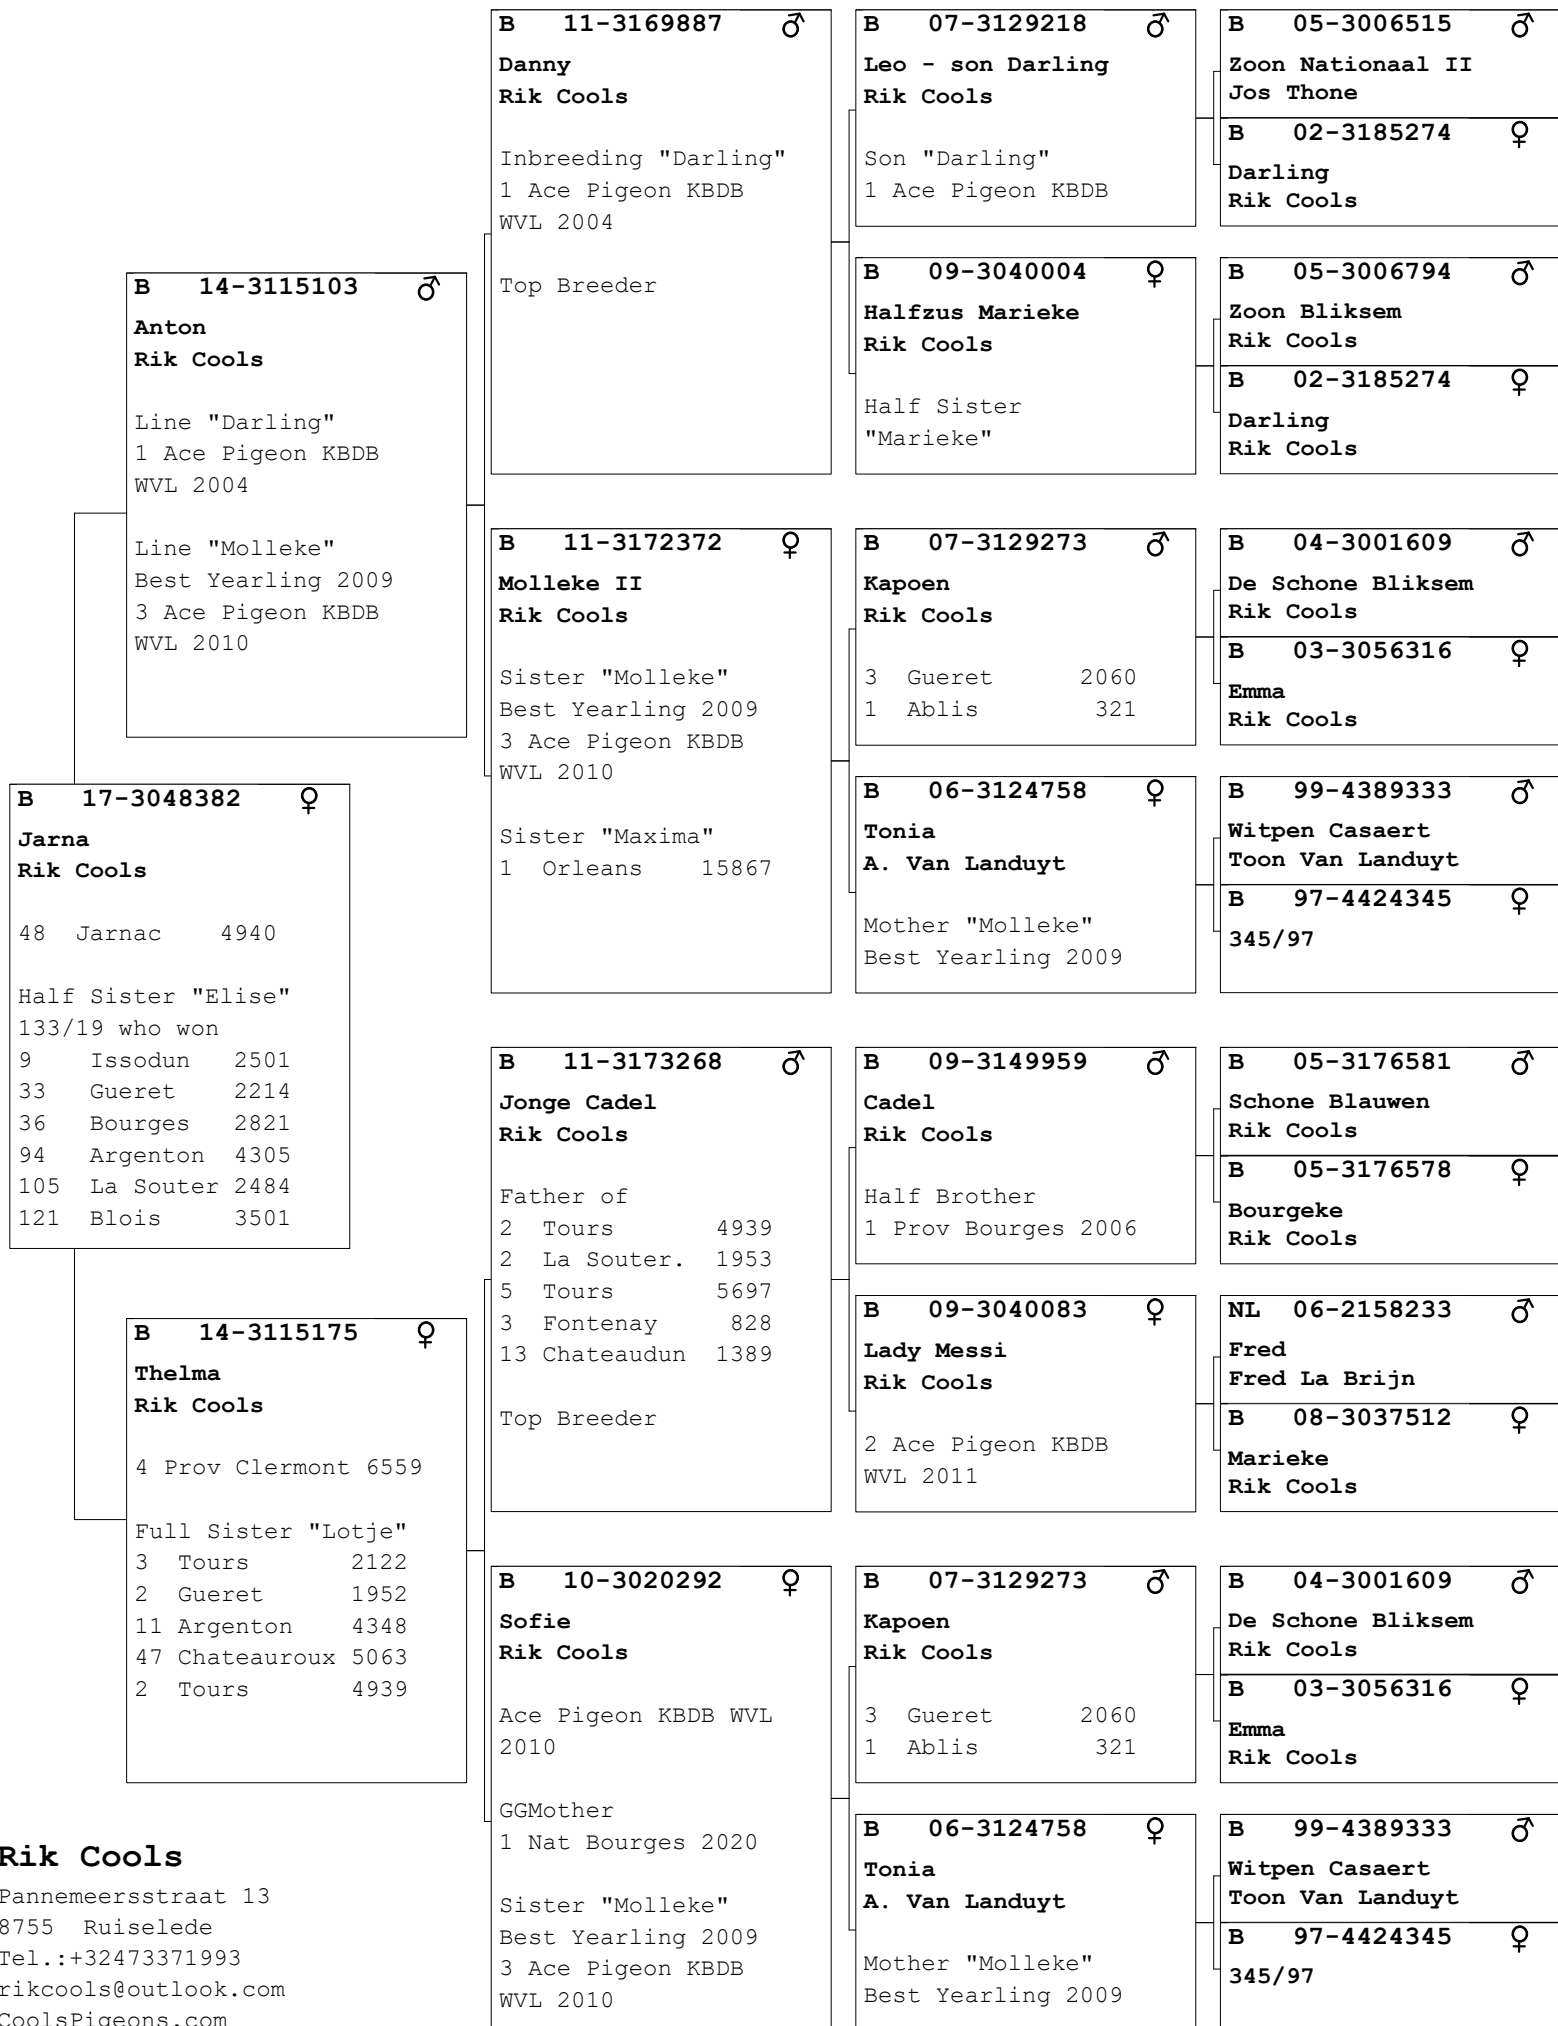 B 17-3048382 ♀
Jarna
Rik Cools
48 Jarnac 4940
Half Sister "Elise"
133/19 who won
9 Issodun 2501
33 Gueret 2214
36 Bourges 2821
94 Argenton 4305
105 La Souter 2484
121 Blois 3501
B 14-3115103 ♂
Anton
Rik Cools
Line "Darling"
1 Ace Pigeon KBDB
WVL 2004
Line "Molleke"
Best Yearling 2009
3 Ace Pigeon KBDB
WVL 2010
B 14-3115175 ♀
Thelma
Rik Cools
4 Prov Clermont 6559
Full Sister "Lotje"
3 Tours 2122
2 Gueret 1952
11 Argenton 4348
47 Chateauroux 5063
2 Tours 4939
B 11-3169887 ♂
Danny
Rik Cools
Inbreeding "Darling"
1 Ace Pigeon KBDB
WVL 2004
Top Breeder
B 11-3172372 ♀
Molleke II
Rik Cools
Sister "Molleke"
Best Yearling 2009
3 Ace Pigeon KBDB
WVL 2010
Sister "Maxima"
1 Orleans 15867
B 11-3173268 ♂
Jonge Cadel
Rik Cools
Father of
2 Tours 4939
2 La Souter. 1953
5 Tours 5697
3 Fontenay 828
13 Chateaudun 1389
Top Breeder
B 10-3020292 ♀
Sofie
Rik Cools
Ace Pigeon KBDB WVL
2010
GGMother
1 Nat Bourges 2020
Sister "Molleke"
Best Yearling 2009
3 Ace Pigeon KBDB
WVL 2010
B 07-3129218 ♂
Leo - son Darling
Rik Cools
Son "Darling"
1 Ace Pigeon KBDB
B 09-3040004 ♀
Halfzus Marieke
Rik Cools
Half Sister
"Marieke"
B 07-3129273 ♂
Kapoen
Rik Cools
3 Gueret 2060
1 Ablis 321
B 06-3124758 ♀
Tonia
A. Van Landuyt
Mother "Molleke"
Best Yearling 2009
B 09-3149959 ♂
Cadel
Rik Cools
Half Brother
1 Prov Bourges 2006
B 09-3040083 ♀
Lady Messi
Rik Cools
2 Ace Pigeon KBDB
WVL 2011
B 07-3129273 ♂
Kapoen
Rik Cools
3 Gueret 2060
1 Ablis 321
B 06-3124758 ♀
Tonia
A. Van Landuyt
Mother "Molleke"
Best Yearling 2009
B 05-3006515 ♂
Zoon Nationaal II
Jos Thone
B 02-3185274 ♀
Darling
Rik Cools
B 05-3006794 ♂
Zoon Bliksem
Rik Cools
B 02-3185274 ♀
Darling
Rik Cools
B 04-3001609 ♂
De Schone Bliksem
Rik Cools
B 03-3056316 ♀
Emma
Rik Cools
B 99-4389333 ♂
Witpen Casaert
Toon Van Landuyt
B 97-4424345 ♀
345/97
B 05-3176581 ♂
Schone Blauwen
Rik Cools
B 05-3176578 ♀
Bourgeke
Rik Cools
NL 06-2158233 ♂
Fred
Fred La Brijn
B 08-3037512 ♀
Marieke
Rik Cools
B 04-3001609 ♂
De Schone Bliksem
Rik Cools
B 03-3056316 ♀
Emma
Rik Cools
B 99-4389333 ♂
Witpen Casaert
Toon Van Landuyt
B 97-4424345 ♀
345/97
Rik Cools
Pannemeersstraat 13
8755 Ruiselede
Tel.:+32473371993
rikcools@outlook.com
CoolsPigeons.com